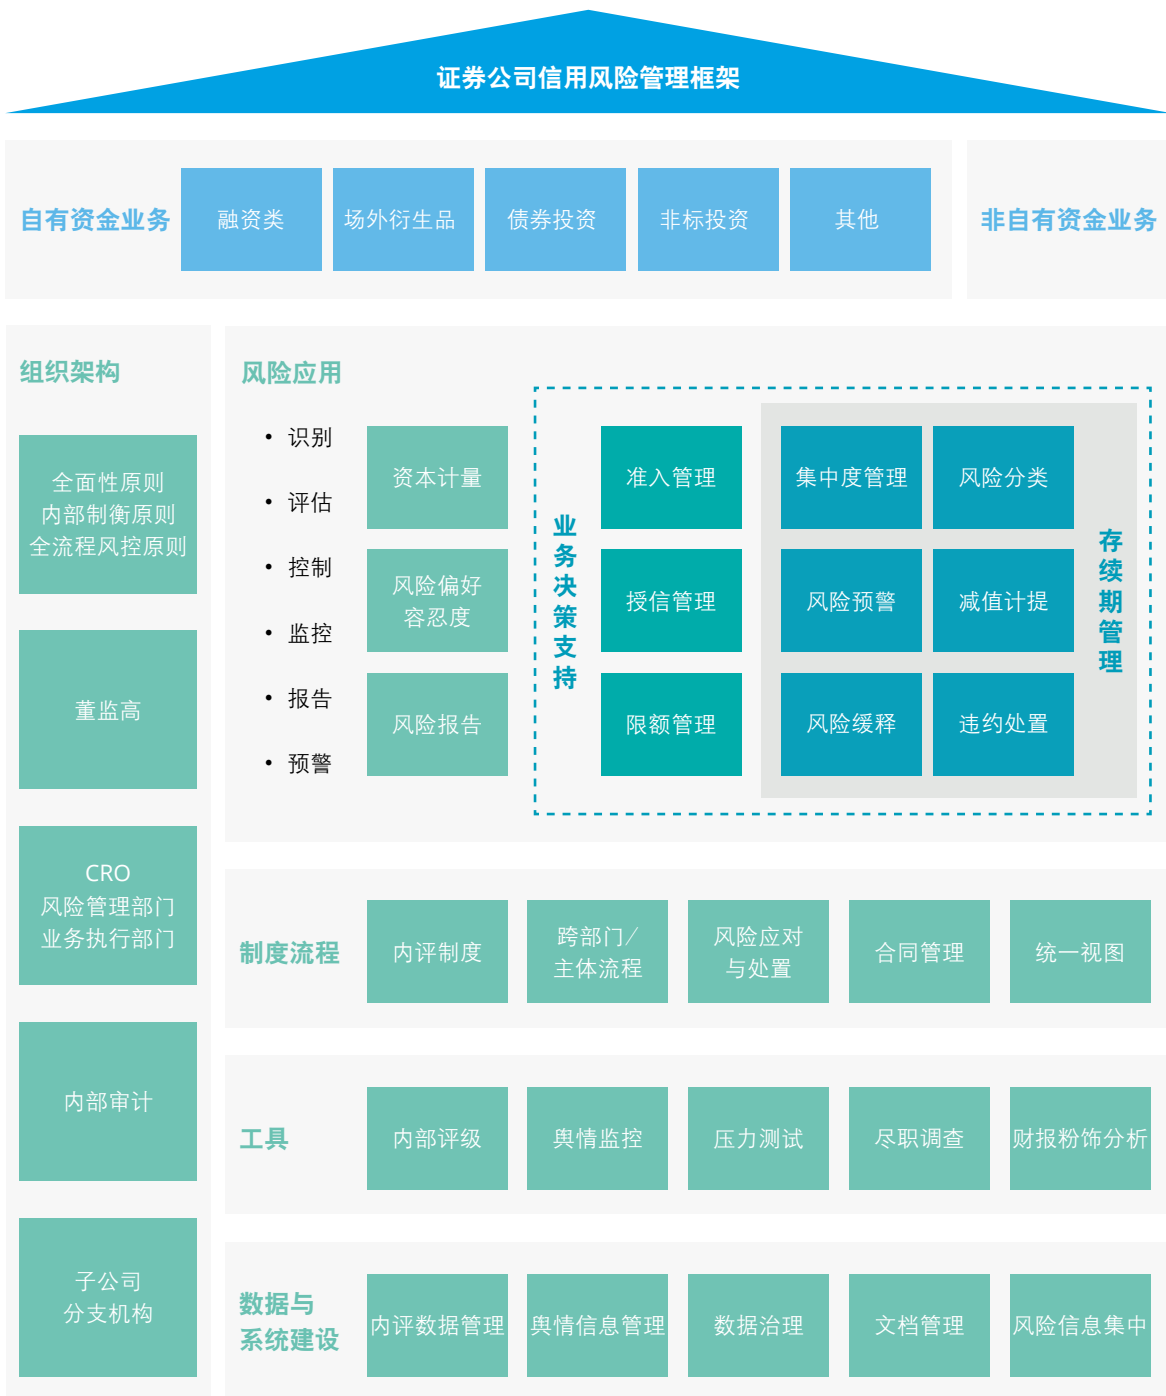 证券公司信用风险管理框架
自有资金业务
融资类
场外衍生品
债券投资
非标投资
其他
非自有资金业务
组织架构
全面性原则
内部制衡原则
全流程风控原则
董监高
CRO
风险管理部门
业务执行部门
内部审计
子公司
分支机构
风险应用
• 识别
• 评估
• 控制
• 监控
• 报告
• 预警
资本计量
风险偏好
容忍度
风险报告
业务决策支持
准入管理
授信管理
限额管理
集中度管理
风险分类
风险预警
减值计提
风险缓释
违约处置
存续期管理
制度流程
内评制度
跨部门/
主体流程
风险应对
与处置
合同管理
统一视图
工具
内部评级
舆情监控
压力测试
尽职调查
财报粉饰分析
数据与
系统建设
内评数据管理
舆情信息管理
数据治理
文档管理
风险信息集中